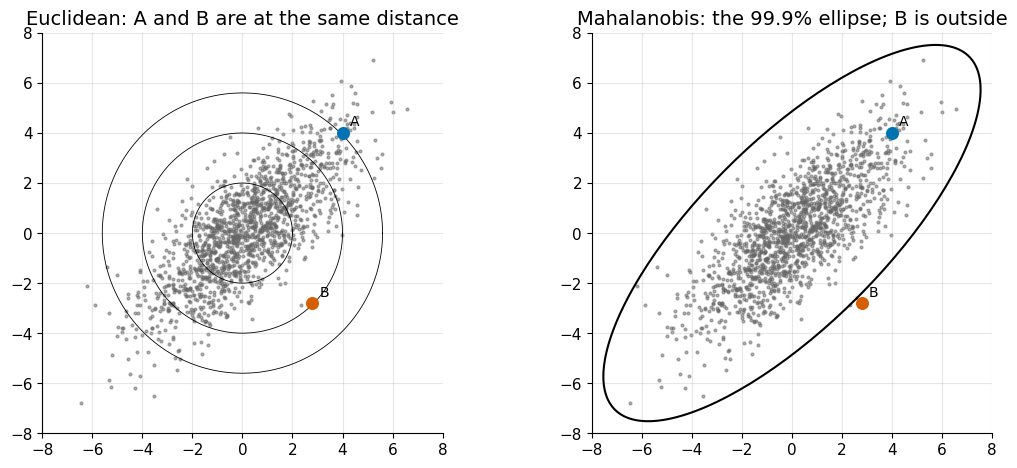 Euclidean: A and B are at the same distance
8
6
4
2
0
−2
−4
−6
−8
A
B
−8 −6 −4 −2 0 2 4 6 8
Mahalanobis: the 99.9% ellipse; B is outside
8
6
4
2
0
−2
−4
−6
−8
A
B
−8 −6 −4 −2 0 2 4 6 8